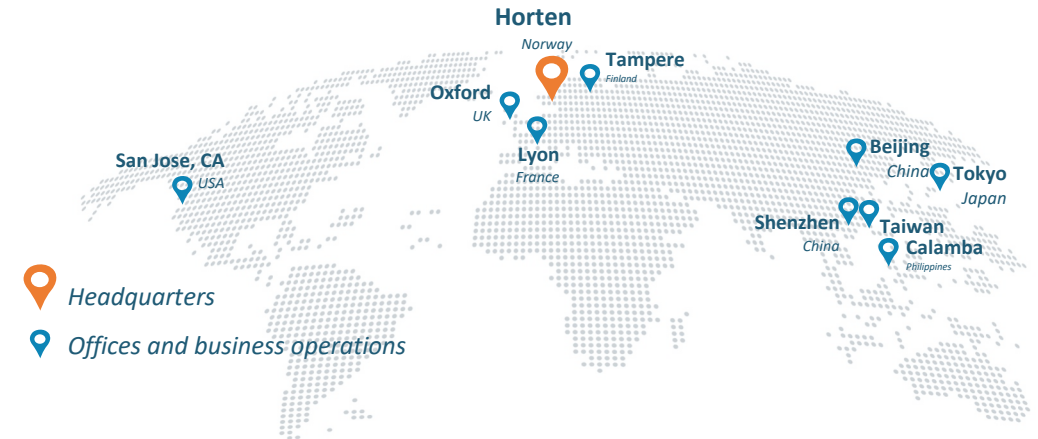 Horten
Norway
Tampere
Finland
Oxford
UK
Lyon
France
San Jose, CA
USA
Beijing
China
Tokyo
Japan
Shenzhen
China
Taiwan
Calamba
Philippines
Headquarters
Offices and business operations